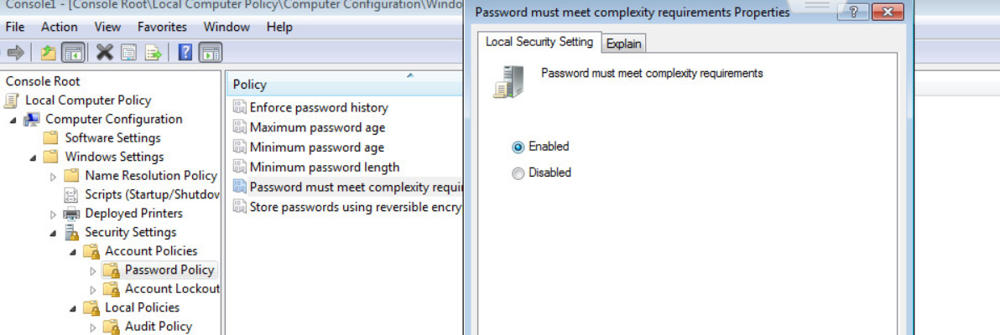 Console1 - [Console Root\Local Computer Policy\Computer Configuration\Windo
File Action View Favorites Window Help
Console Root
Local Computer Policy
Computer Configuration
Software Settings
Windows Settings
Name Resolution Policy
Scripts (Startup/Shutdov
Deployed Printers
Security Settings
Account Policies
Password Policy
Account Lockout
Local Policies
Audit Policy
Policy
Enforce password history
Maximum password age
Minimum password age
Minimum password length
Password must meet complexity requi
Store passwords using reversible encry
Password must meet complexity requirements Properties
Local Security Setting Explain
Password must meet complexity requirements
Enabled
Disabled